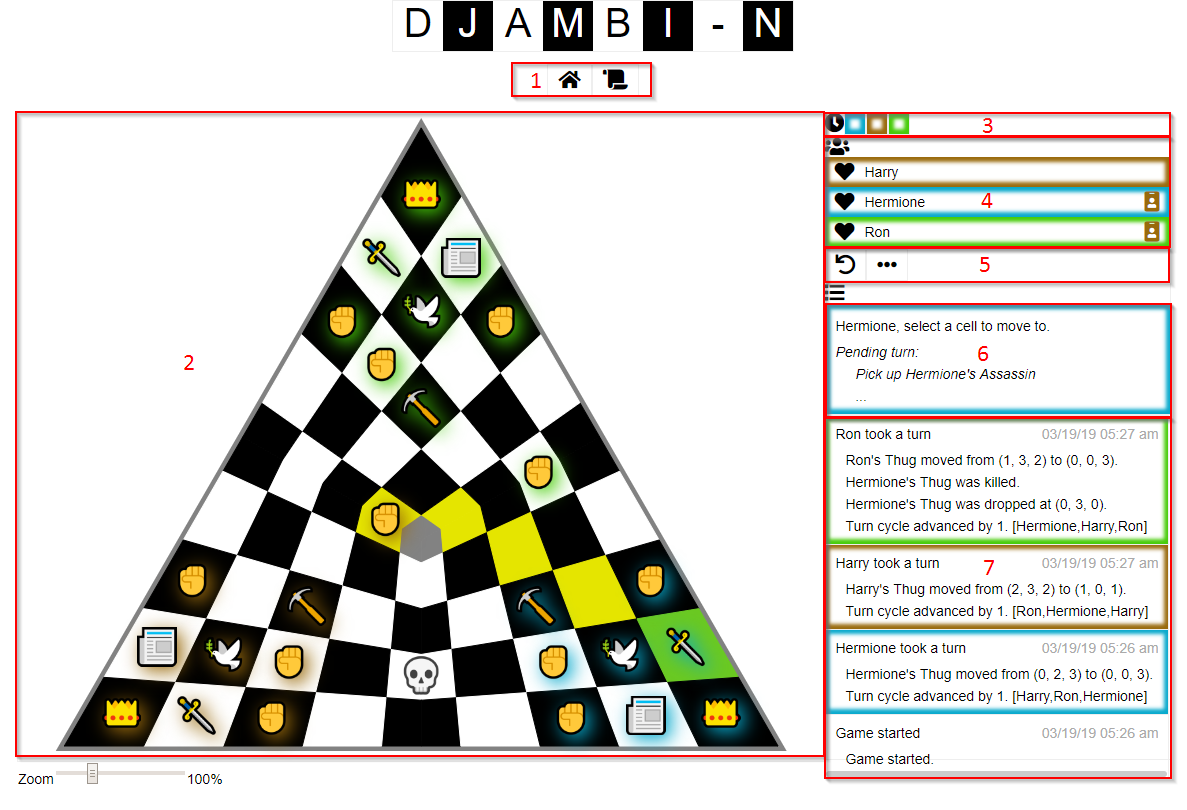 DJAMBI-N
1
3
Harry
Hermione
4
Ron
5
Hermione, select a cell to move to.
Pending turn:
6
Pick up Hermione's Assassin
...
2
Ron took a turn 03/19/19 05:27 am
Ron's Thug moved from (1, 3, 2) to (0, 0, 3).
Hermione's Thug was killed.
Hermione's Thug was dropped at (0, 3, 0).
Turn cycle advanced by 1. [Hermione,Harry,Ron]
Harry took a turn 03/19/19 05:27 am
7
Harry's Thug moved from (2, 3, 2) to (1, 0, 1).
Turn cycle advanced by 1. [Ron,Hermione,Harry]
Hermione took a turn 03/19/19 05:26 am
Hermione's Thug moved from (0, 2, 3) to (0, 0, 3).
Turn cycle advanced by 1. [Harry,Ron,Hermione]
Game started 03/19/19 05:26 am
Game started.
Zoom 100%